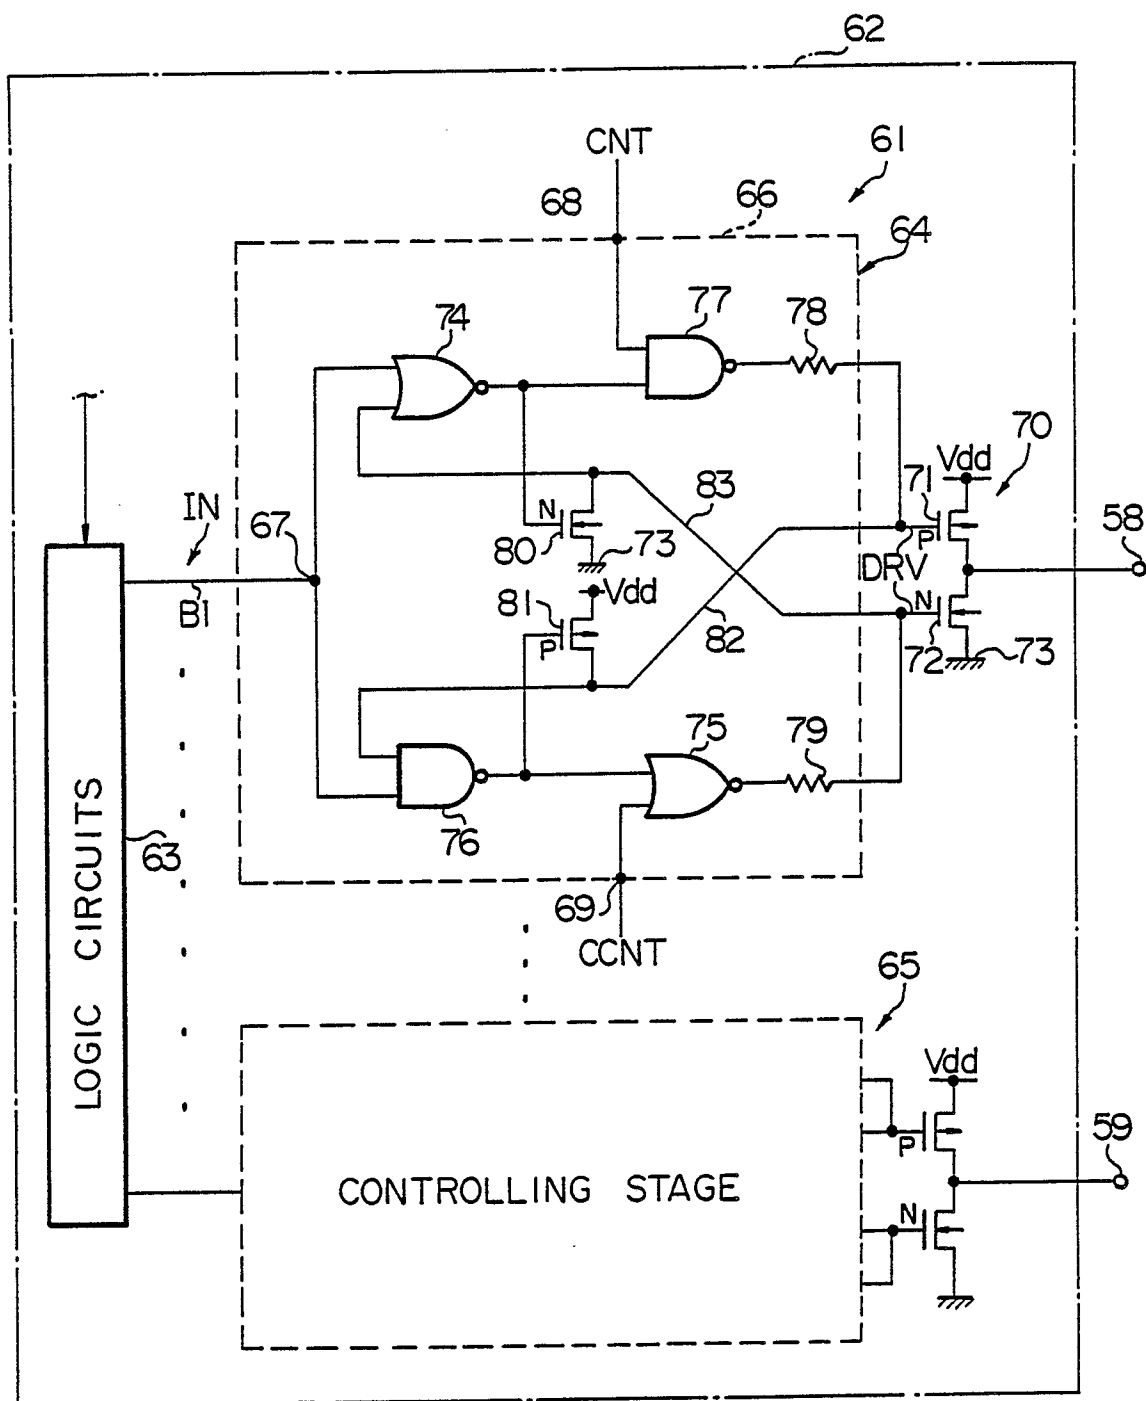 62
CNT
61
68
66
64
74
77
78
70
Vdd
71
83
IN
67
N
80
73
58
P
DRV
B1
81
Vdd
P
82
N
72
73
75
79
76
63
LOGIC CIRCUITS
69
CCNT
65
Vdd
59
P
CONTROLLING STAGE
N